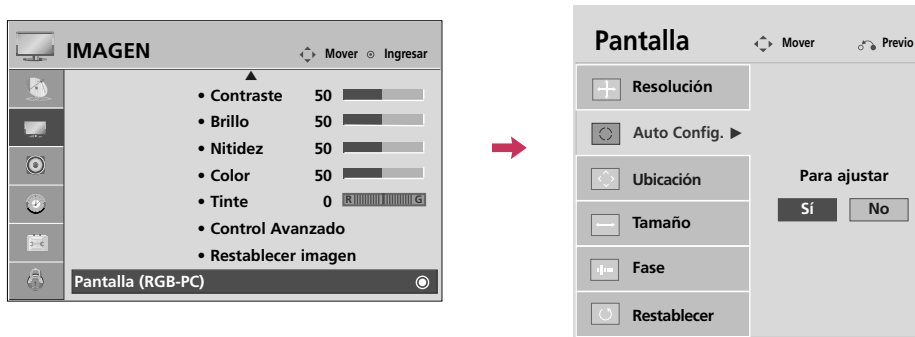 IMAGEN
Mover
Ingresar
• Contraste 50
• Brillo 50
• Nitidez 50
• Color 50
• Tinte 0 R G
• Control Avanzado
• Restablecer imagen
Pantalla (RGB-PC)
Pantalla
Mover
Previo
Resolución
Auto Config. ►
Ubicación
Tamaño
Fase
Restablecer
Para ajustar
Sí No